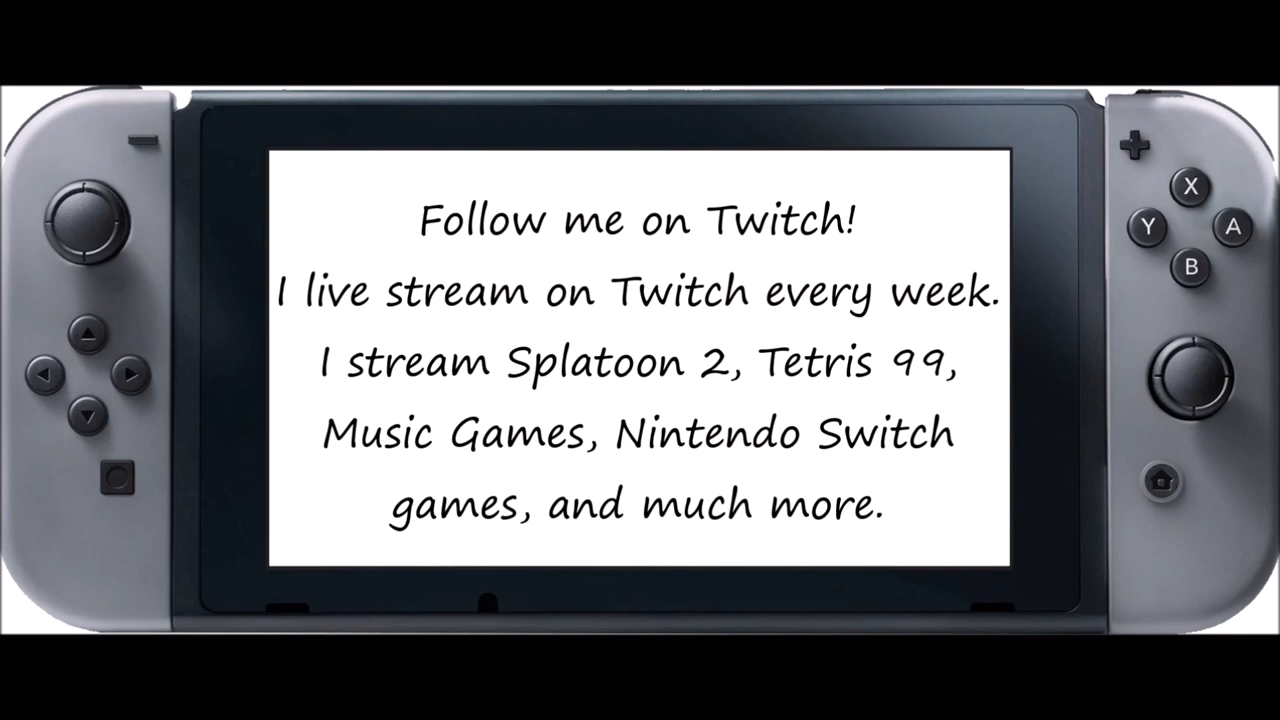 Follow me on Twitch!
I live stream on Twitch every week.
I stream Splatoon 2, Tetris 99,
Music Games, Nintendo Switch
games, and much more.
X
Y A
B